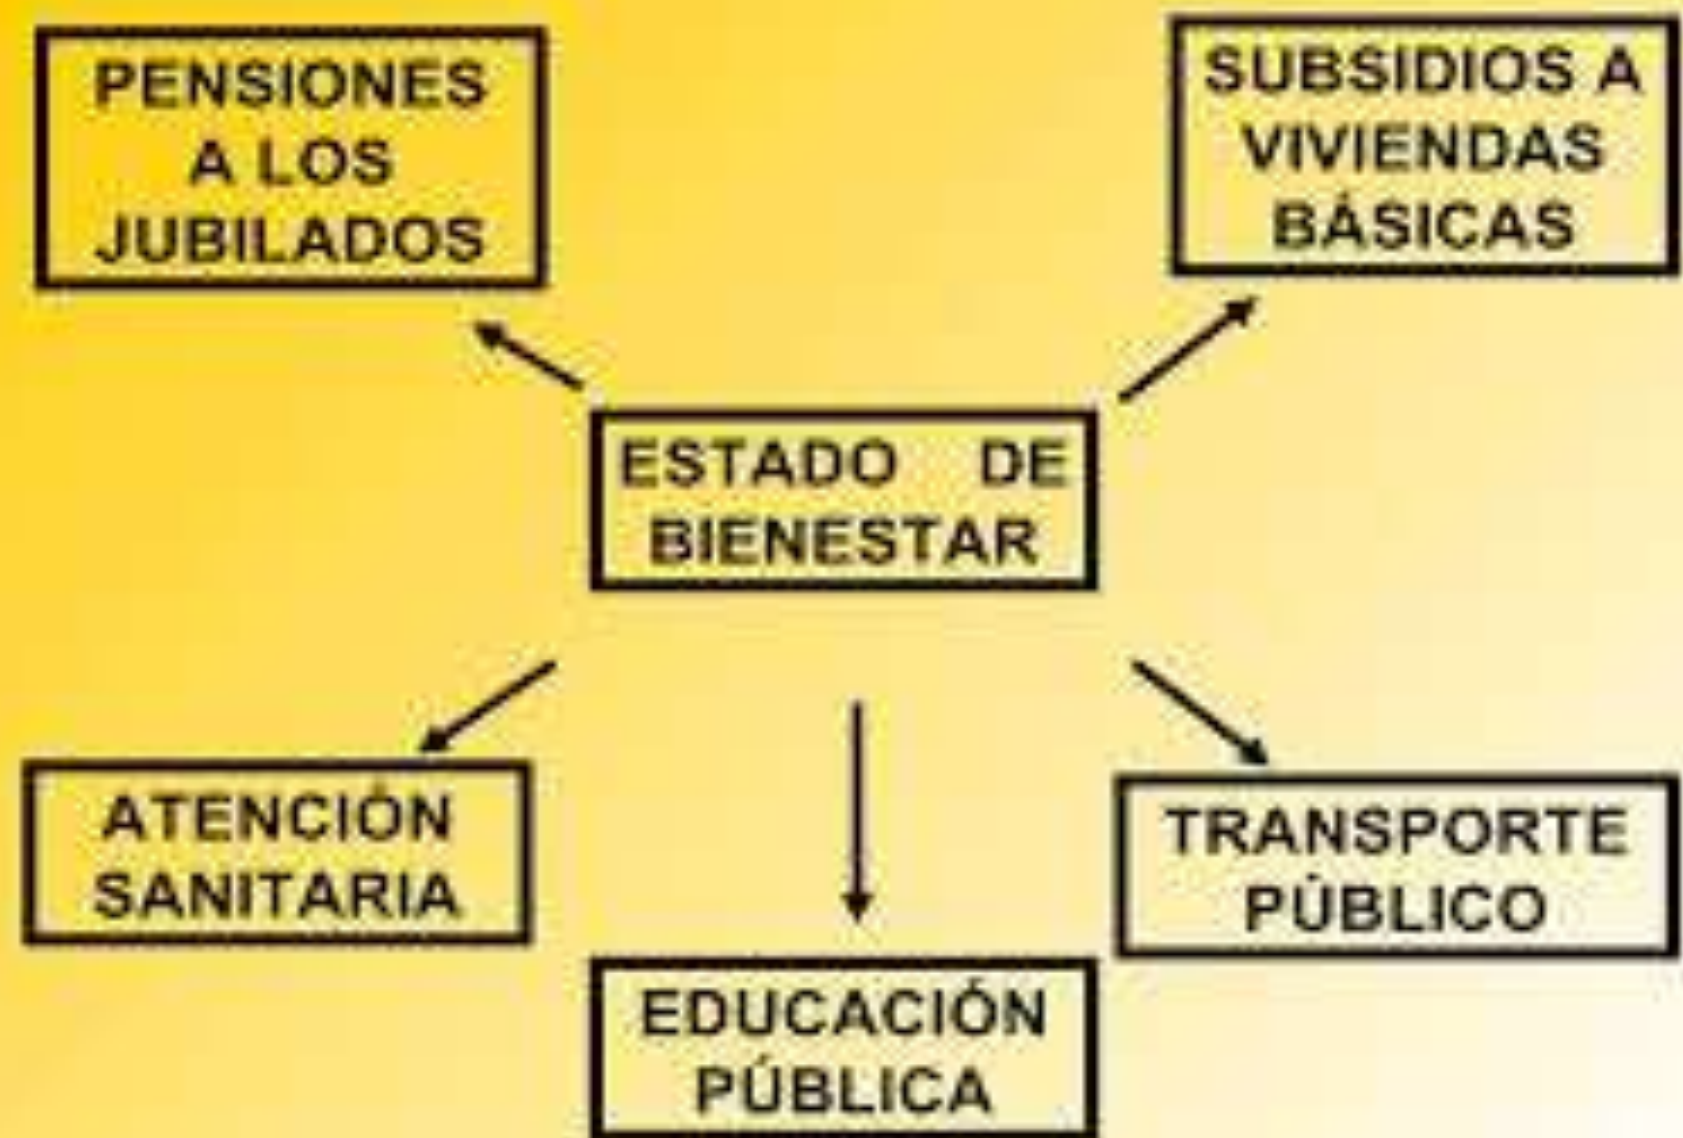 PENSIONES
A LOS
JUBILADOS
SUBSIDIOS A
VIVIENDAS
BÁSICAS
ESTADO DE
BIENESTAR
ATENCIÓN
SANITARIA
TRANSPORTE
PÚBLICO
EDUCACIÓN
PÚBLICA